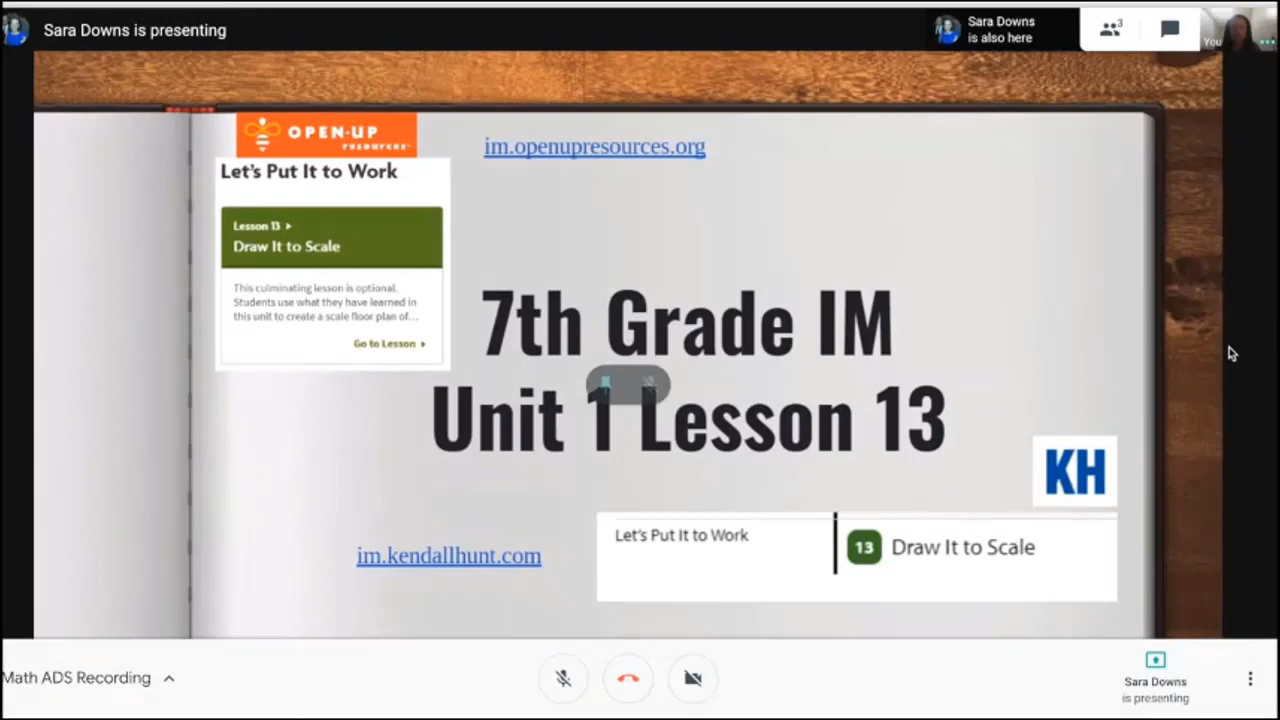 Sara Downs is presenting
Sara Downs
is also here
3
You
OPEN-UP
resources™
im.openupresources.org
Let's Put It to Work
Lesson 13
Draw It to Scale
This culminating lesson is optional.
Students use what they have learned in
this unit to create a scale floor plan of...
Go to Lesson
7th Grade IM
Unit 1 Lesson 13
KH
im.kendallhunt.com
Let's Put It to Work
13 Draw It to Scale
Math ADS Recording
Sara Downs
is presenting